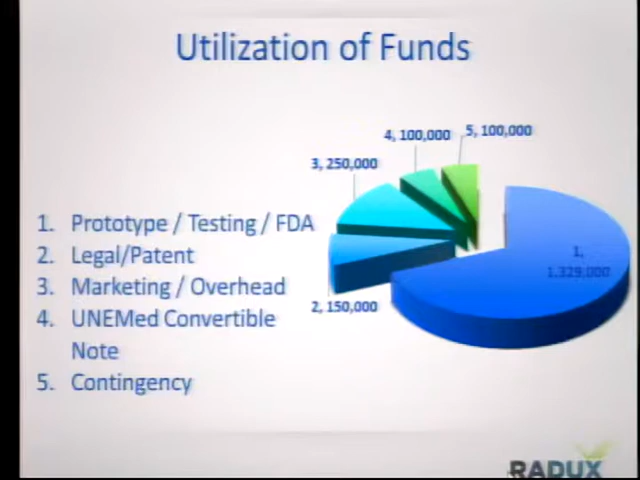 Utilization of Funds
4, 100,000
5, 100,000
3, 250,000
1,
1,329,000
2, 150,000
1. Prototype / Testing / FDA
2. Legal/Patent
3. Marketing / Overhead
4. UNEMed Convertible
Note
5. Contingency
RADUX